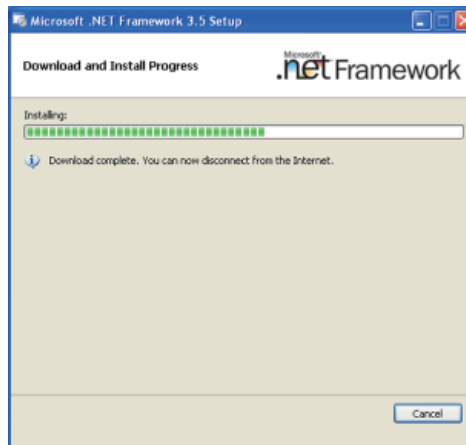 Microsoft .NET Framework 3.5 Setup
Download and Install Progress
Microsoft
.net Framework
Installing:
Download complete. You can now disconnect from the Internet.
Cancel